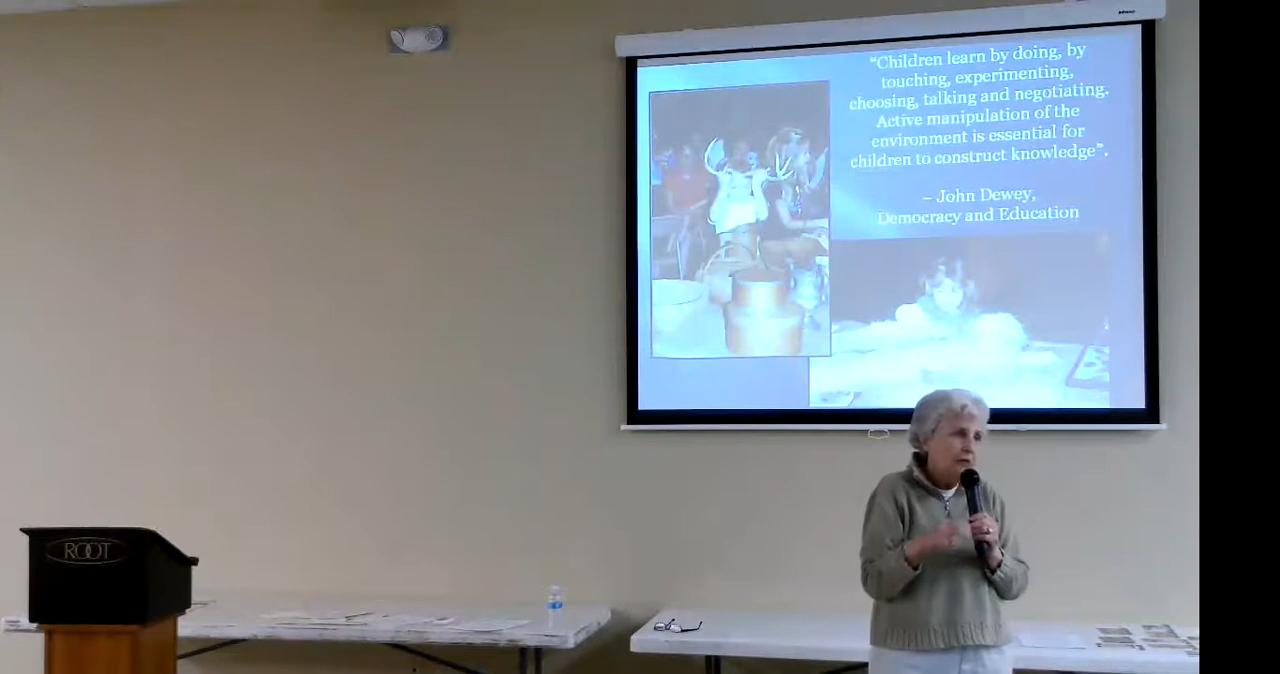 “Children learn by doing, by
touching, experimenting,
choosing, talking and negotiating.
Active manipulation of the
environment is essential for
children to construct knowledge”.
– John Dewey,
Democracy and Education
ROOT